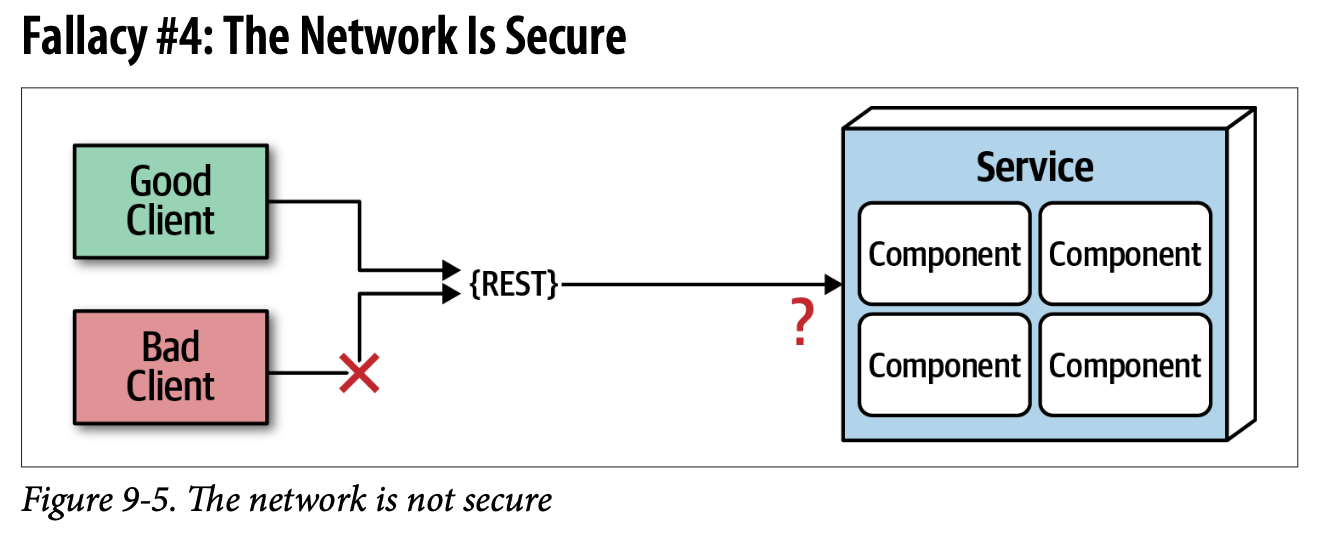 Fallacy #4: The Network Is Secure
Good
Client
Bad
Client
{REST}
?
Service
Component
Component
Component
Component
Figure 9-5. The network is not secure